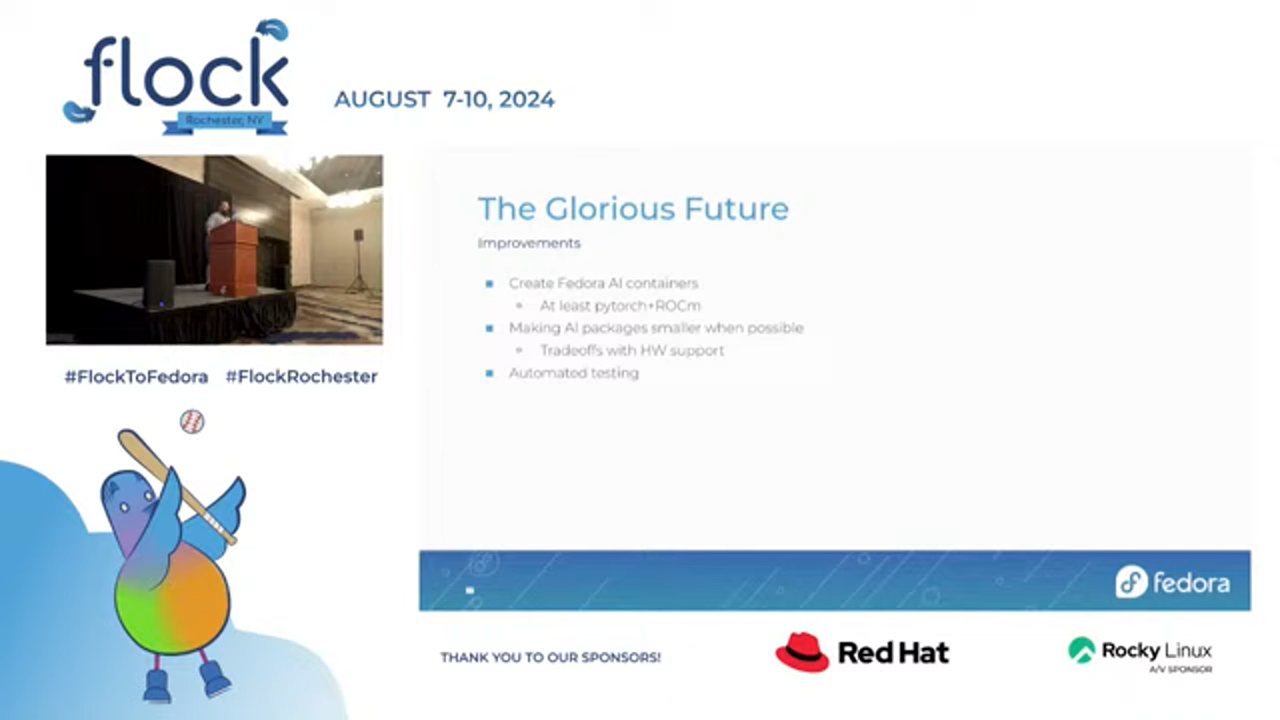 flock
Rochester, NY
AUGUST 7-10, 2024
The Glorious Future
Improvements
Create Fedora AI containers
At least pytorch+ROCm
Making AI packages smaller when possible
Tradeoffs with HW support
Automated testing
#FlockToFedora #FlockRochester
fedora
THANK YOU TO OUR SPONSORS!
Red Hat
Rocky Linux
A/V SPONSOR